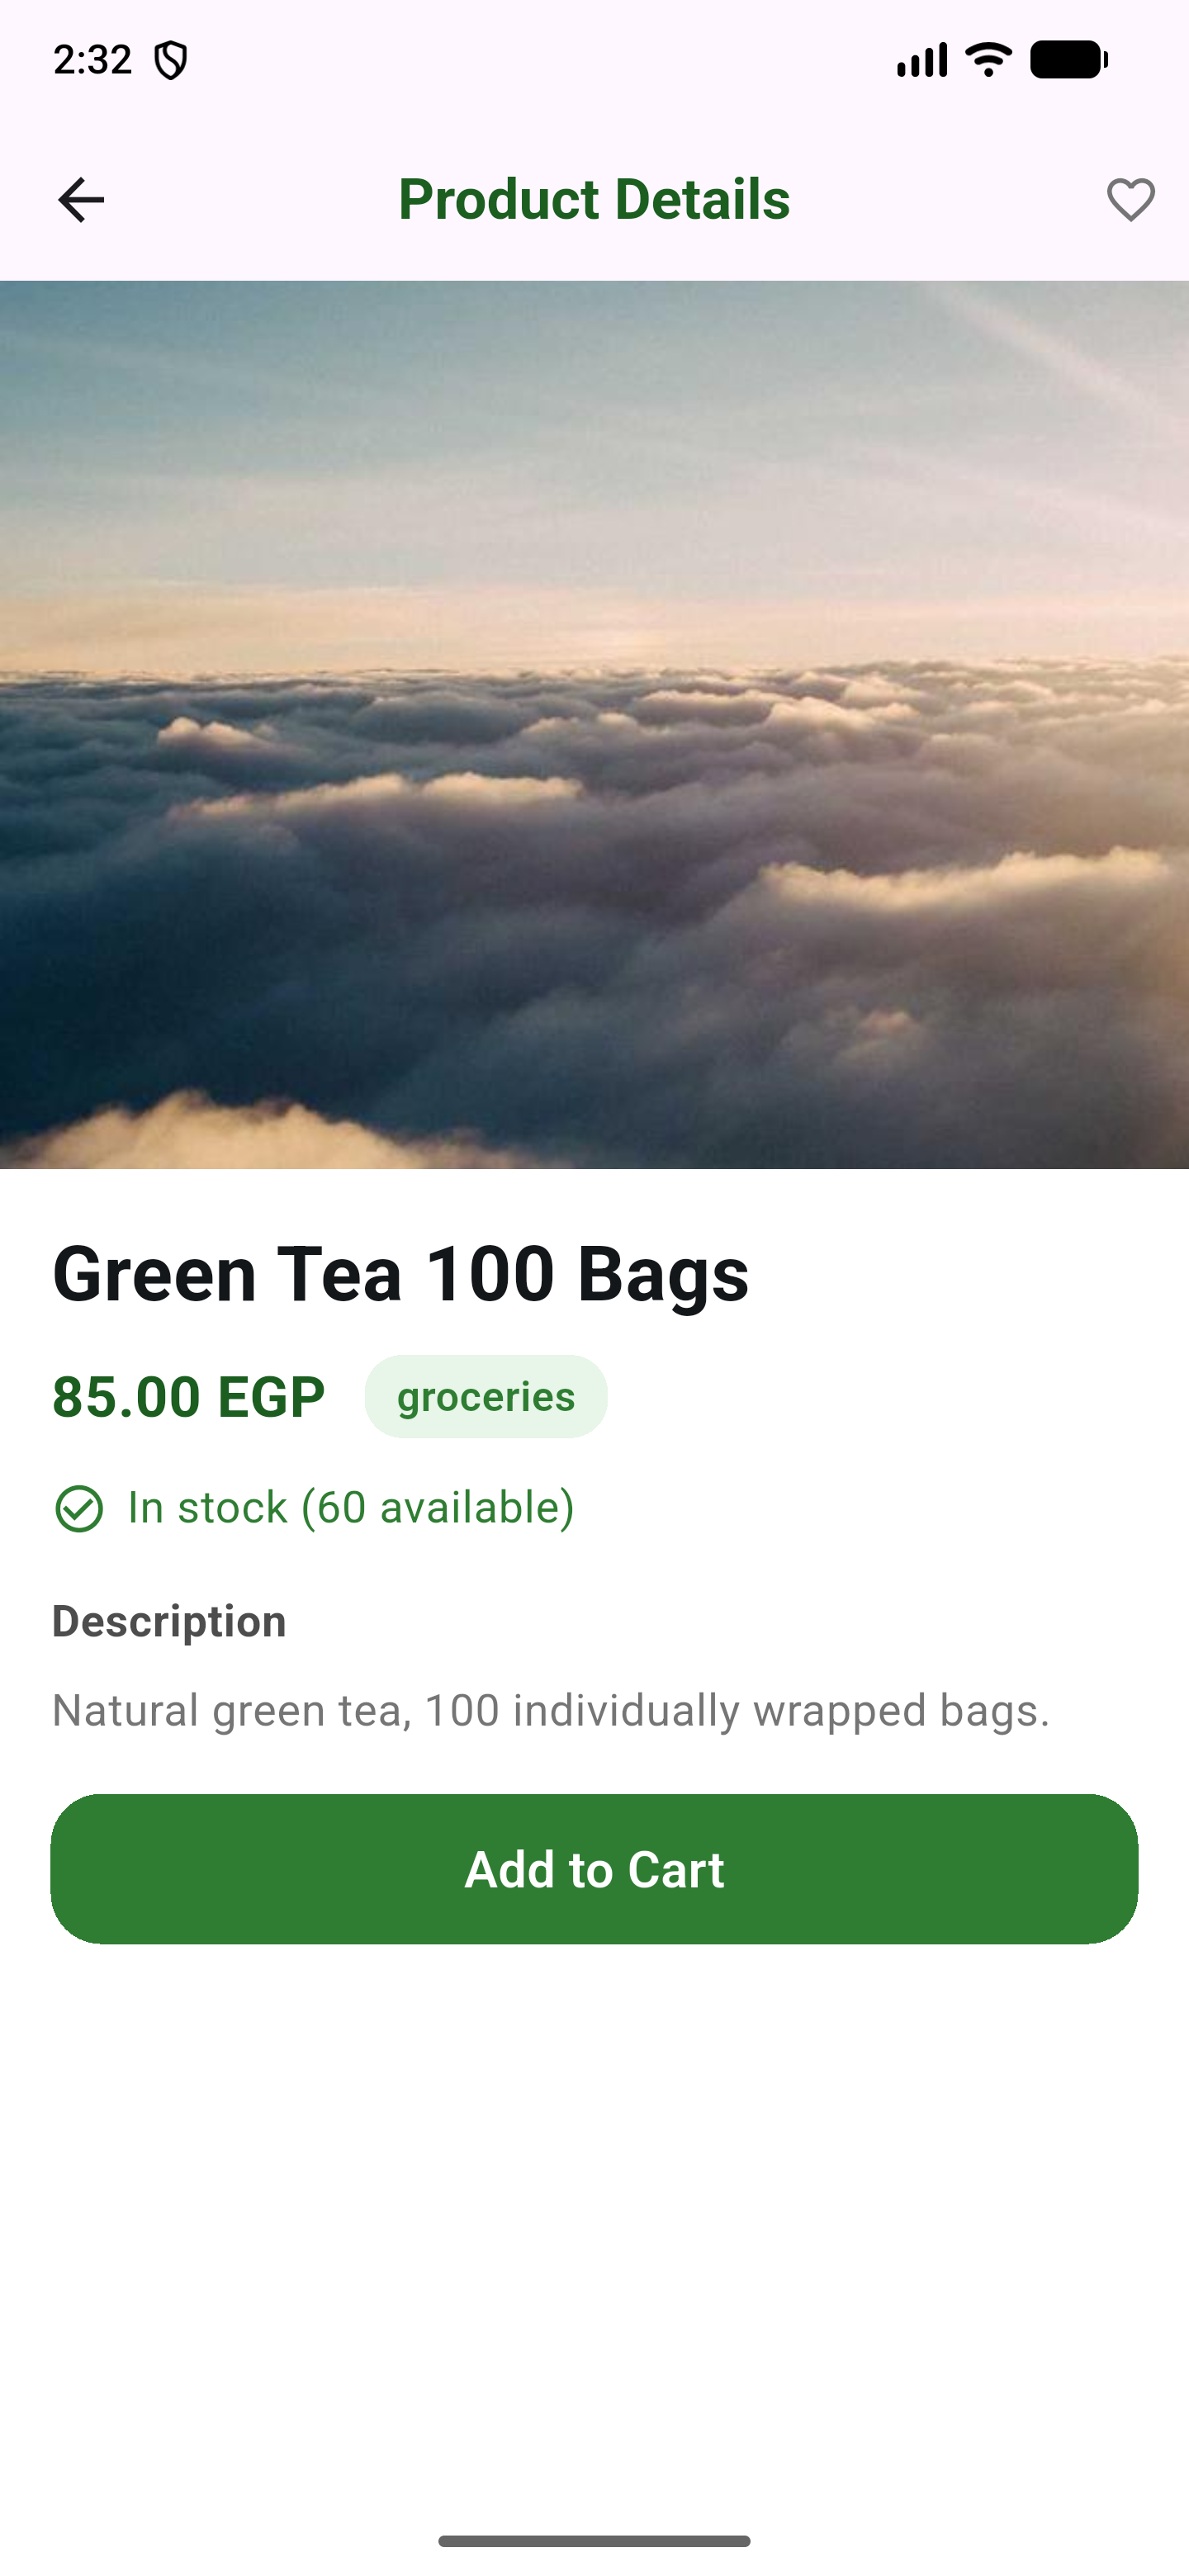 2:32
Product Details
Green Tea 100 Bags
85.00 EGP groceries
In stock (60 available)
Description
Natural green tea, 100 individually wrapped bags.
Add to Cart